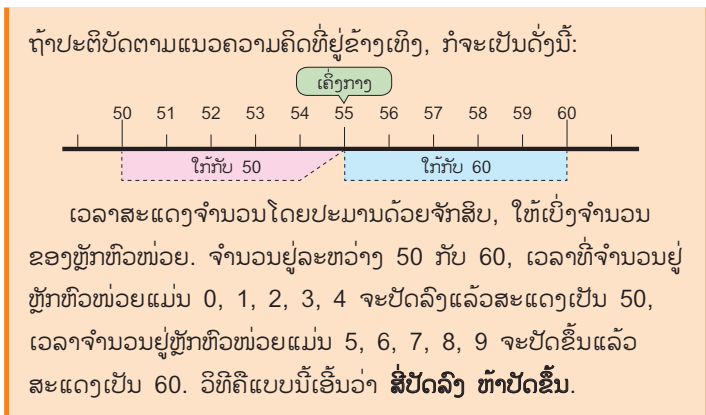 ຖ້າປະຕິບັດຕາມແນວຄວາມຄິດທີ່ຢູ່ຂ້າງເທິງ, ກໍຈະເປັນດັ່ງນີ້:
ເຄິ່ງກາງ
50 51 52 53 54 55 56 57 58 59 60
ໃກ້ກັບ 50 ໃກ້ກັບ 60
ເວລາສະແດງຈຳນວນໂດຍປະມານດ້ວຍຈັກສິບ, ໃຫ້ເບິ່ງຈຳນວນ
ຂອງຫຼັກຫົວໜ່ວຍ. ຈຳນວນຢູ່ລະຫວ່າງ 50 ກັບ 60, ເວລາທີ່ຈຳນວນຢູ່
ຫຼັກຫົວໜ່ວຍແມ່ນ 0, 1, 2, 3, 4 ຈະປັດລົງແລ້ວສະແດງເປັນ 50,
ເວລາຈຳນວນຢູ່ຫຼັກຫົວໜ່ວຍແມ່ນ 5, 6, 7, 8, 9 ຈະປັດຂຶ້ນແລ້ວ
ສະແດງເປັນ 60. ວິທີຄືແບບນີ້ເອີ້ນວ່າ ສີ່ປັດລົງ ຫ້າປັດຂຶ້ນ.